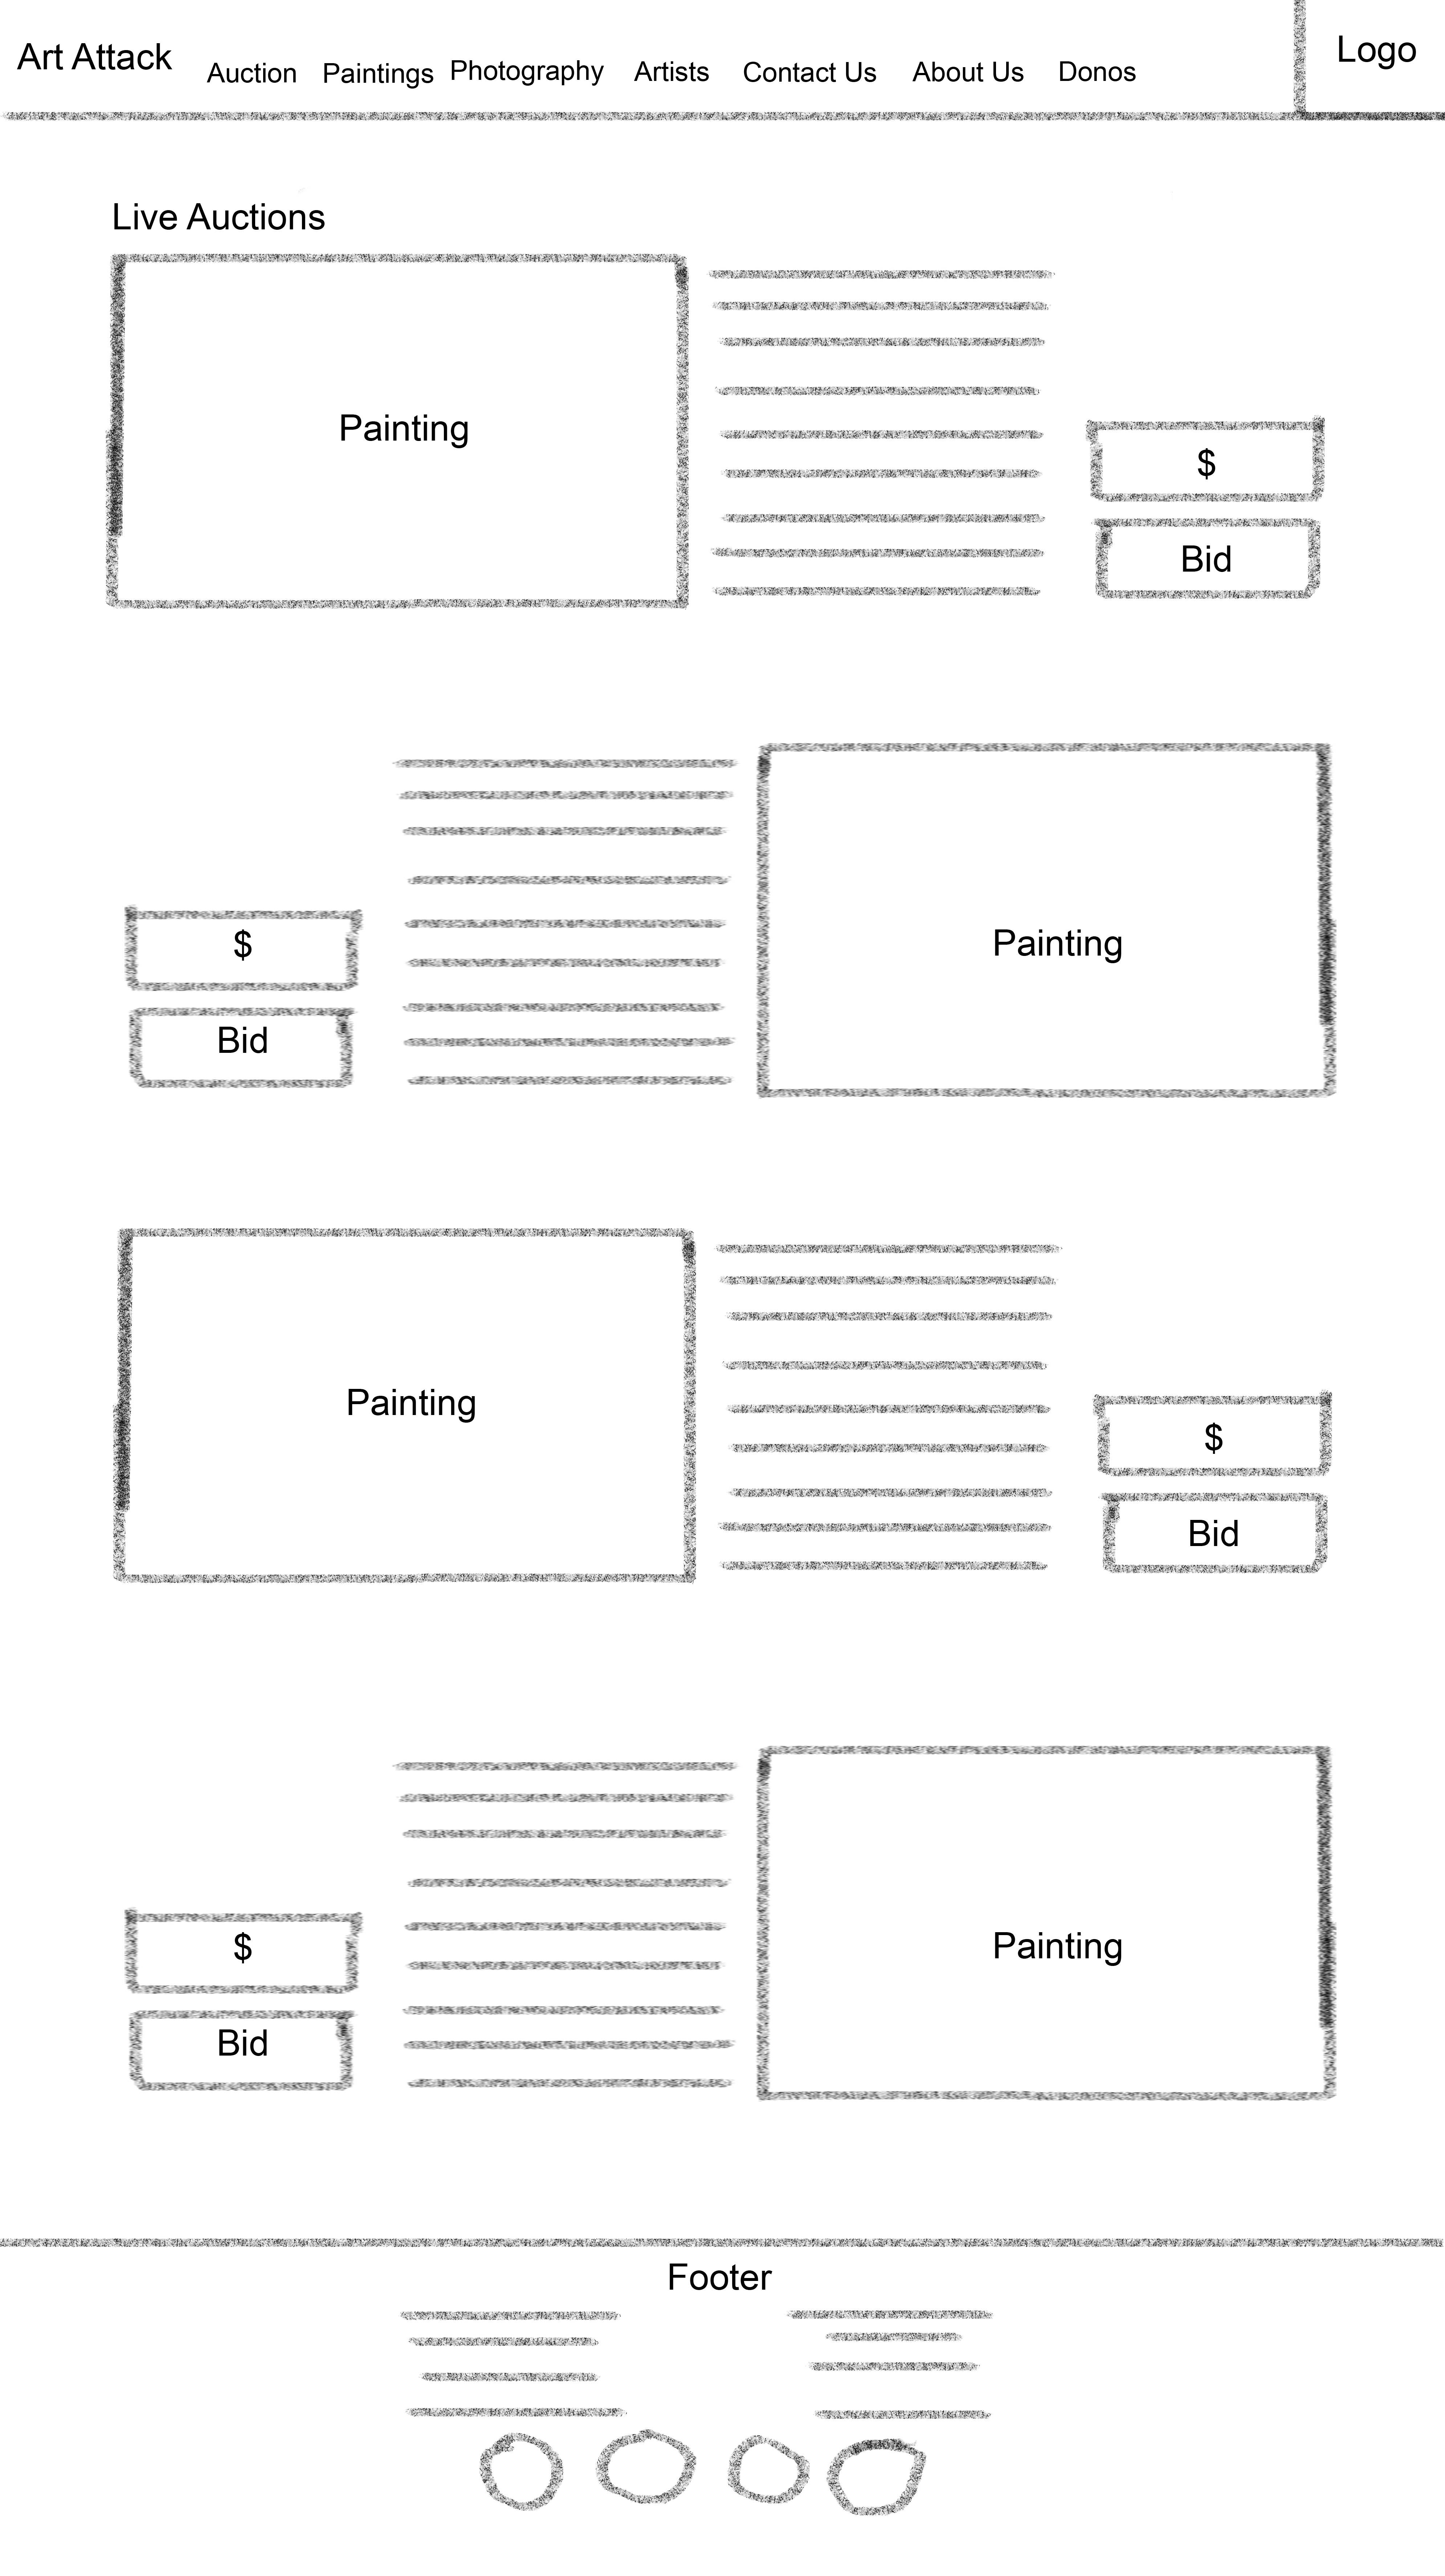 Art Attack Auction Paintings Photography Artists Contact Us About Us Donos Logo
Live Auctions
Painting
$
Bid
$
Bid
Painting
Painting
$
Bid
$
Bid
Painting
Footer